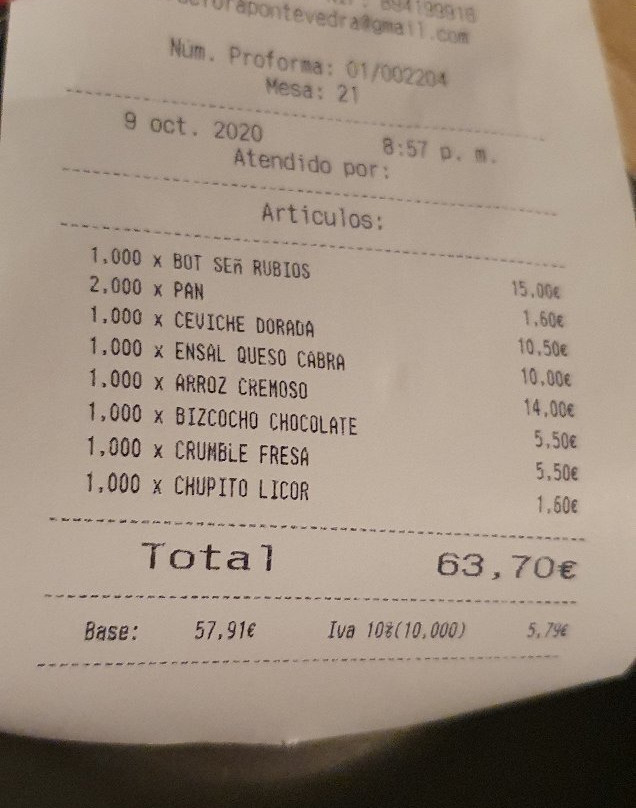 pontevedra@gmail.com
Núm. Proforma: 01/002204
Mesa: 21
9 oct. 2020 8:57 p. m.
Atendido por:
Articulos:
1,000 x BOT SEñ RUBIOS 15,00€
2,000 x PAN 1,60€
1,000 x CEVICHE DORADA 10,50€
1,000 x ENSAL QUESO CABRA 10,00€
1,000 x ARROZ CREMOSO 14,00€
1,000 x BIZCOCHO CHOCOLATE 5,50€
1,000 x CRUMBLE FRESA 5,50€
1,000 x CHUPITO LICOR 1,60€
Total 63,70€
Base: 57,91€ Iva 10%(10,000) 5,79€